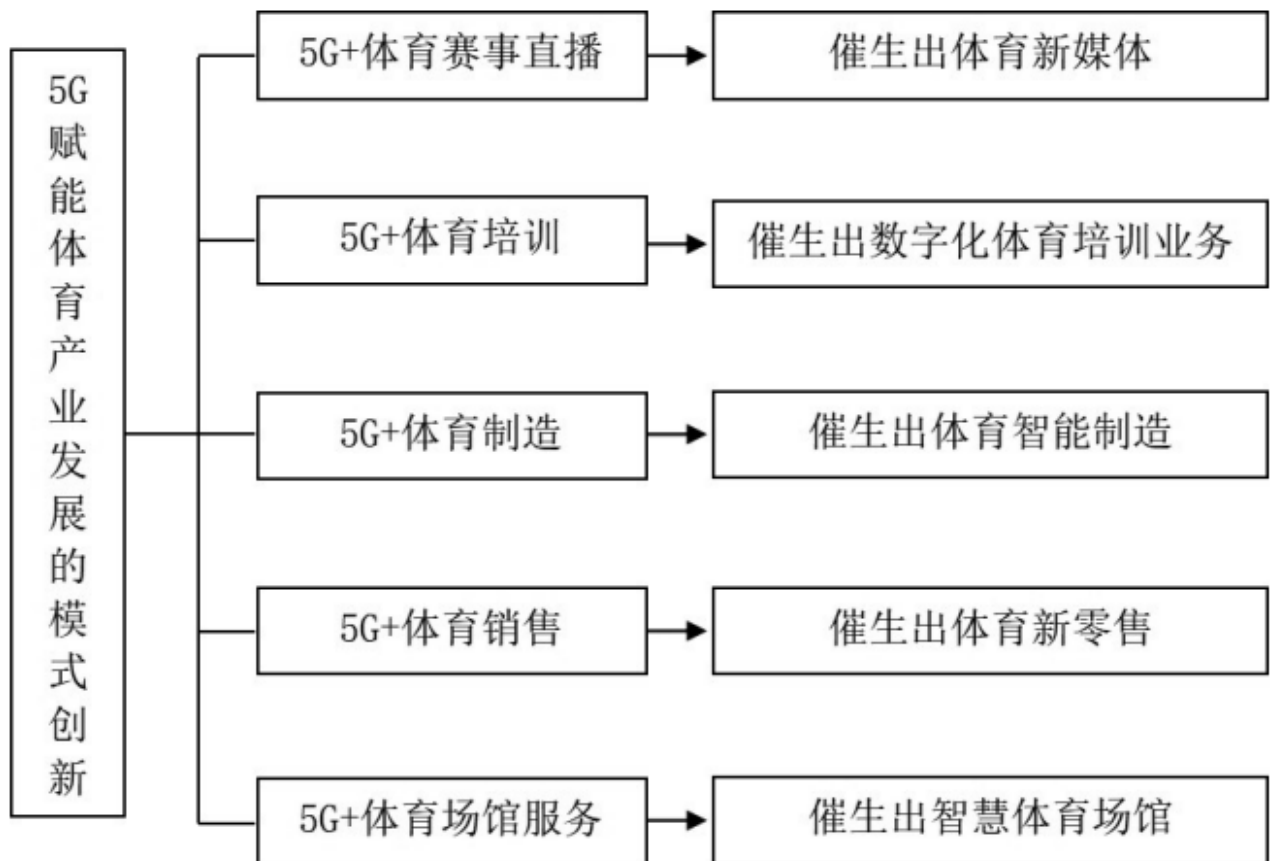 5G赋能体育产业发展的模式创新
5G+体育赛事直播
催生出体育新媒体
5G+体育培训
催生出数字化体育培训业务
5G+体育制造
催生出体育智能制造
5G+体育销售
催生出体育新零售
5G+体育场馆服务
催生出智慧体育场馆